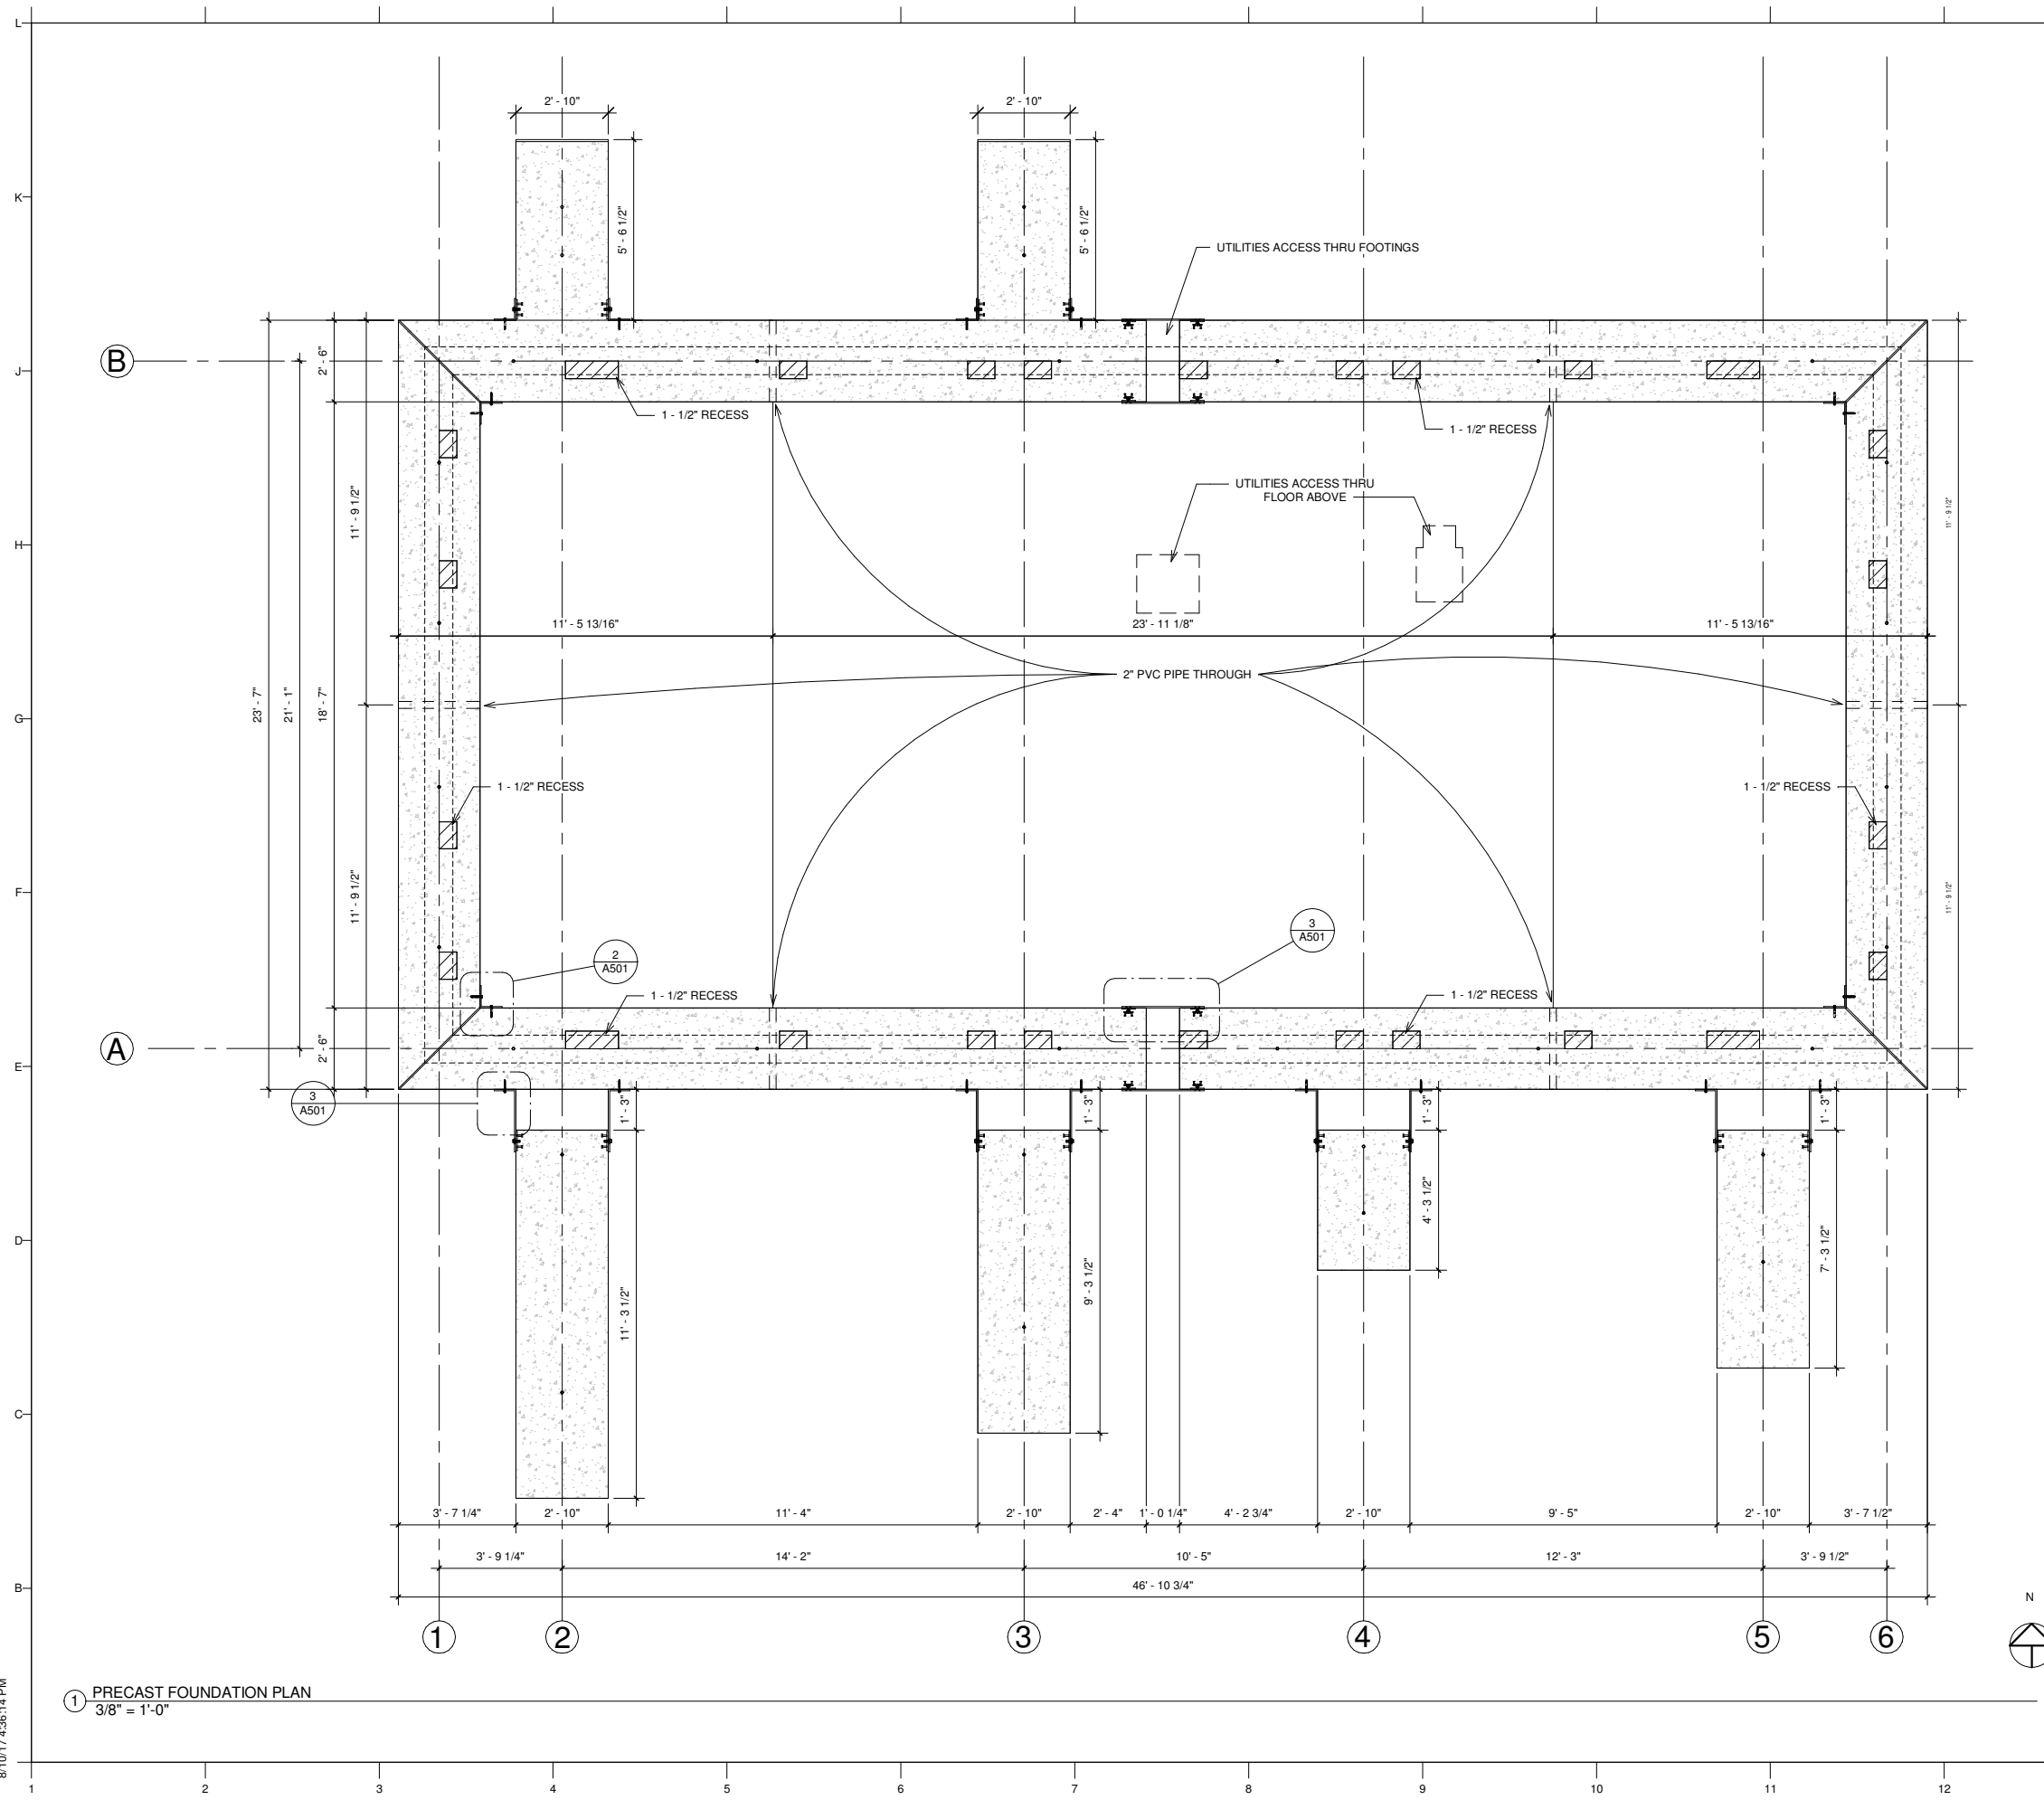 L
2' - 10"
2' - 10"
K
5' - 6 1/2"
5' - 6 1/2"
UTILITIES ACCESS THRU FOOTINGS
B
J
2' - 6"
1 - 1/2" RECESS
1 - 1/2" RECESS
11' - 9 1/2"
UTILITIES ACCESS THRU
FLOOR ABOVE
11' - 9 1/2"
H
11' - 5 13/16"
23' - 11 1/8"
11' - 5 13/16"
2" PVC PIPE THROUGH
23' - 7"
21' - 1"
18' - 7"
G
1 - 1/2" RECESS
1 - 1/2" RECESS
F
11' - 9 1/2"
11' - 9 1/2"
2
A501
3
A501
1 - 1/2" RECESS
1 - 1/2" RECESS
A
E
2' - 6"
3
A501
1' - 3"
1' - 3"
1' - 3"
1' - 3"
D
4' - 3 1/2"
7' - 3 1/2"
11' - 3 1/2"
9' - 3 1/2"
C
3' - 7 1/4"
2' - 10"
11' - 4"
2' - 10"
2' - 4"
1' - 0 1/4"
4' - 2 3/4"
2' - 10"
9' - 5"
2' - 10"
3' - 7 1/2"
3' - 9 1/4"
14' - 2"
10' - 5"
12' - 3"
3' - 9 1/2"
B
46' - 10 3/4"
N
1
2
3
4
5
6
1
PRECAST FOUNDATION PLAN
3/8" = 1'-0"
8/10/17 4:36:14 PM
1
2
3
4
5
6
7
8
9
10
11
12